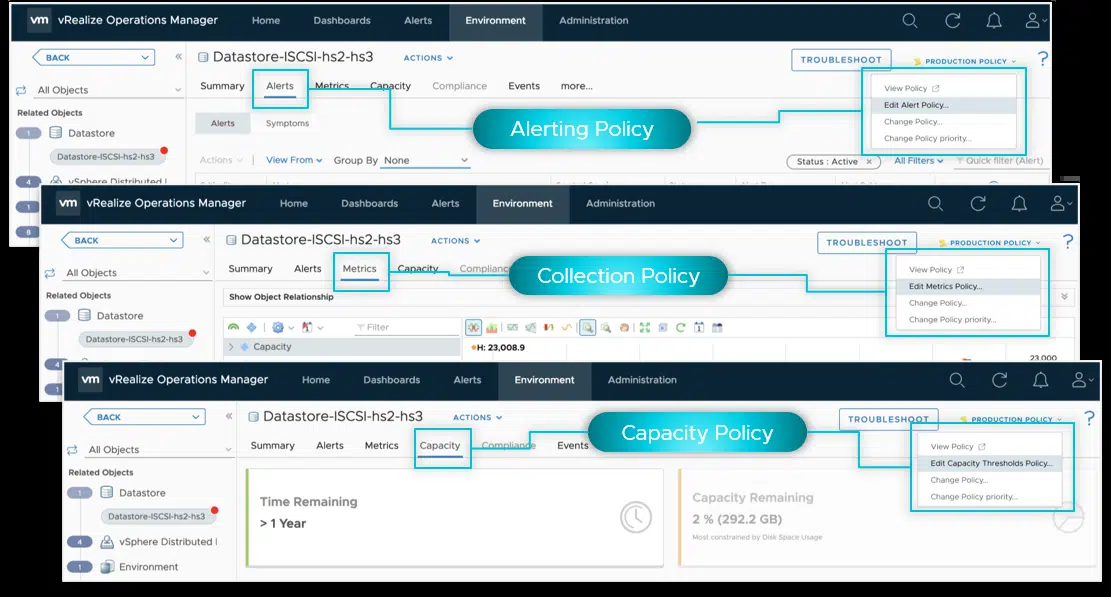 vm vRealize Operations Manager Home Dashboards Alerts Environment Administration
BACK Datastore-ISCSI-hs2-hs3 ACTIONS TROUBLESHOOT PRODUCTION POLICY ?
All Objects Summary Alerts Metrics Capacity Compliance Events more...
View Policy
Related Objects
Edit Alert Policy...
1 Datastore Alerts Symptoms
Change Policy...
Alerting Policy
Change Policy priority...
Datastore-ISCSI-hs2-hs3 Actions View From Group By None Status : Active × All Filters Quick filter (Alert)
4 vSphere Distributed
1
6
vm vRealize Operations Manager Home Dashboards Alerts Environment Administration
BACK Datastore-ISCSI-hs2-hs3 ACTIONS TROUBLESHOOT PRODUCTION POLICY ?
All Objects Summary Alerts Metrics Capacity Compliance
Collection Policy
View Policy
Edit Metrics Policy...
Related Objects Show Object Relationship
Change Policy...
1 Datastore
Change Policy priority...
Datastore-ISCSI-hs2-hs3 Filter
Capacity H: 23,008.9
23,000
4
1
vm vRealize Operations Manager Home Dashboards Alerts Environment Administration
BACK Datastore-ISCSI-hs2-hs3 ACTIONS TROUBLESHOOT PRODUCTION POLICY ?
All Objects Summary Alerts Metrics Capacity Compliance Events
Capacity Policy
View Policy
Edit Capacity Thresholds Policy...
Related Objects
Change Policy...
1 Datastore
Change Policy priority...
Time Remaining Capacity Remaining
Datastore-ISCSI-hs2-hs3 > 1 Year 2 % (292.2 GB)
4 vSphere Distributed Most constrained by Disk Space Usage
1 Environment